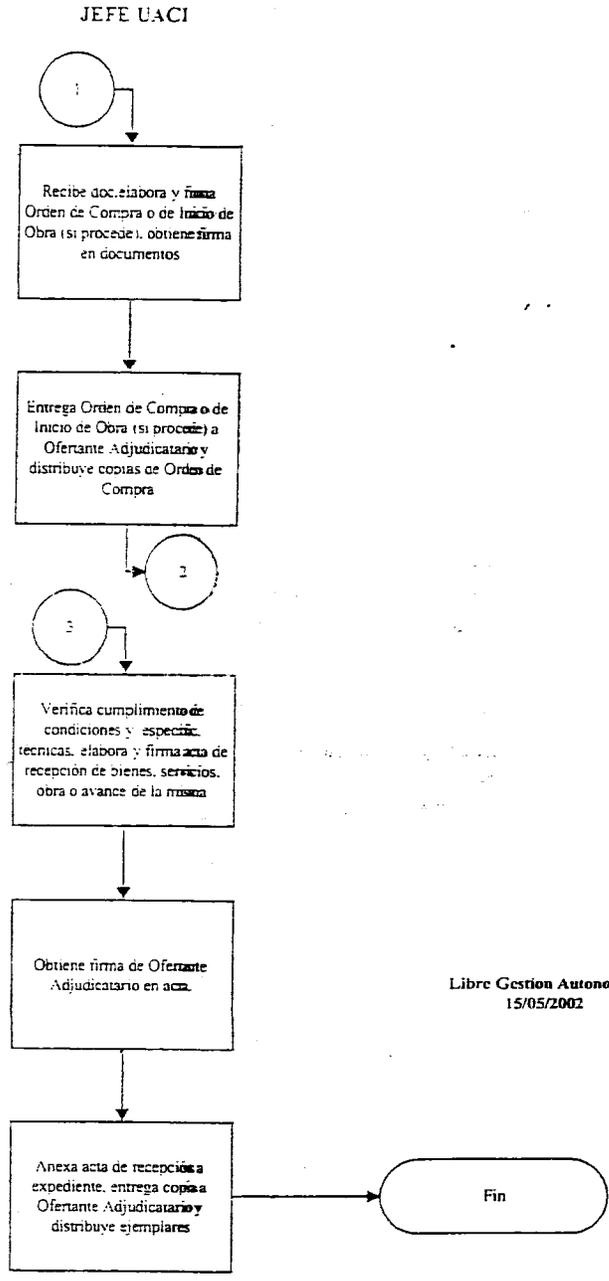 JEFE UACI
1
Recibe doc.elabora y firma
Orden de Compra o de Inicio de
Obra (si procede). obtiene firma
en documentos
Entrega Orden de Compra o de
Inicio de Obra (si procede) a
Ofertante Adjudicatario y
distribuye copias de Orden de
Compra
2
3
Verifica cumplimiento de
condiciones y especific.
tecnicas. elabora y firma acta de
recepción de bienes. servicios.
obra o avance de la misma
Obtiene firma de Ofertante
Adjudicatario en acta.
Libre Gestion Autono
15/05/2002
Anexa acta de recepción a
expediente. entrega copia a
Ofertante Adjudicatario y
distribuye ejemplares
Fin